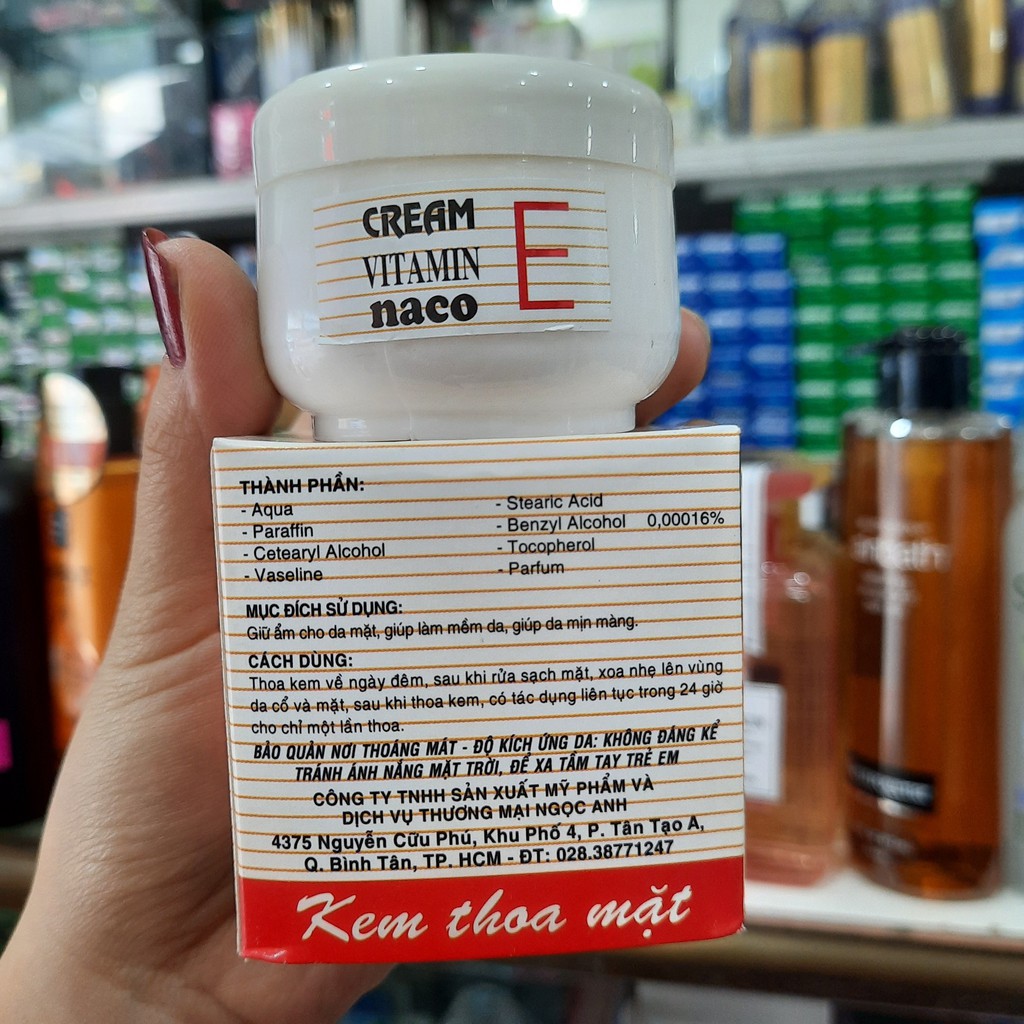 CREAM
VITAMIN E
naco
THÀNH PHẦN:
- Aqua
- Paraffin
- Cetearyl Alcohol
- Vaseline
- Stearic Acid
- Benzyl Alcohol 0,00016%
- Tocopherol
- Parfum
MỤC ĐÍCH SỬ DỤNG:
Giữ ẩm cho da mặt, giúp làm mềm da, giúp da mịn màng.
CÁCH DÙNG:
Thoa kem về ngày đêm, sau khi rửa sạch mặt, xoa nhẹ lên vùng
da cổ và mặt, sau khi thoa kem, có tác dụng liên tục trong 24 giờ
cho chỉ một lần thoa.
BẢO QUẢN NƠI THOÁNG MÁT - ĐỘ KÍCH ỨNG DA: KHÔNG ĐÁNG KỂ
TRÁNH ÁNH NẮNG MẶT TRỜI, ĐỂ XA TẦM TAY TRẺ EM
CÔNG TY TNHH SẢN XUẤT MỸ PHẨM VÀ
DỊCH VỤ THƯƠNG MẠI NGỌC ANH
4375 Nguyễn Cửu Phú, Khu Phố 4, P. Tân Tạo A,
Q. Bình Tân, TP. HCM - ĐT: 028.38771247
Kem thoa mặt